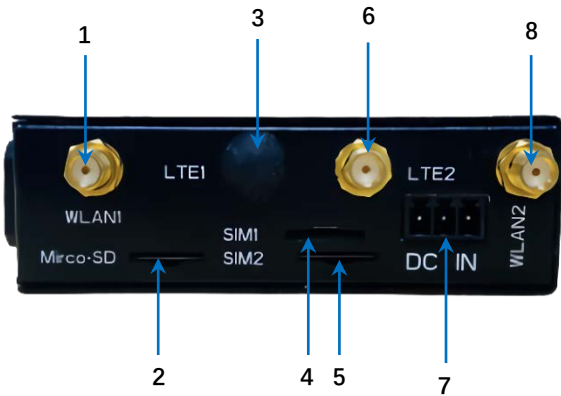 1
3
6
8
LTE1
LTE2
WLAN1
WLAN2
SIM1
Mirco-SD
SIM2
DC IN
2
4
5
7